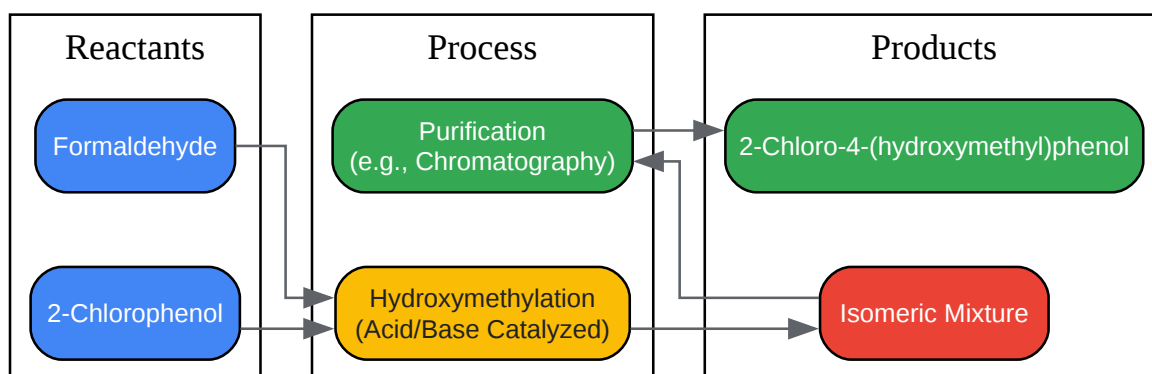 Reactants
Process
Products
Formaldehyde
Purification
(e.g., Chromatography)
2-Chloro-4-(hydroxymethyl)phenol
2-Chlorophenol
Hydroxymethylation
(Acid/Base Catalyzed)
Isomeric Mixture